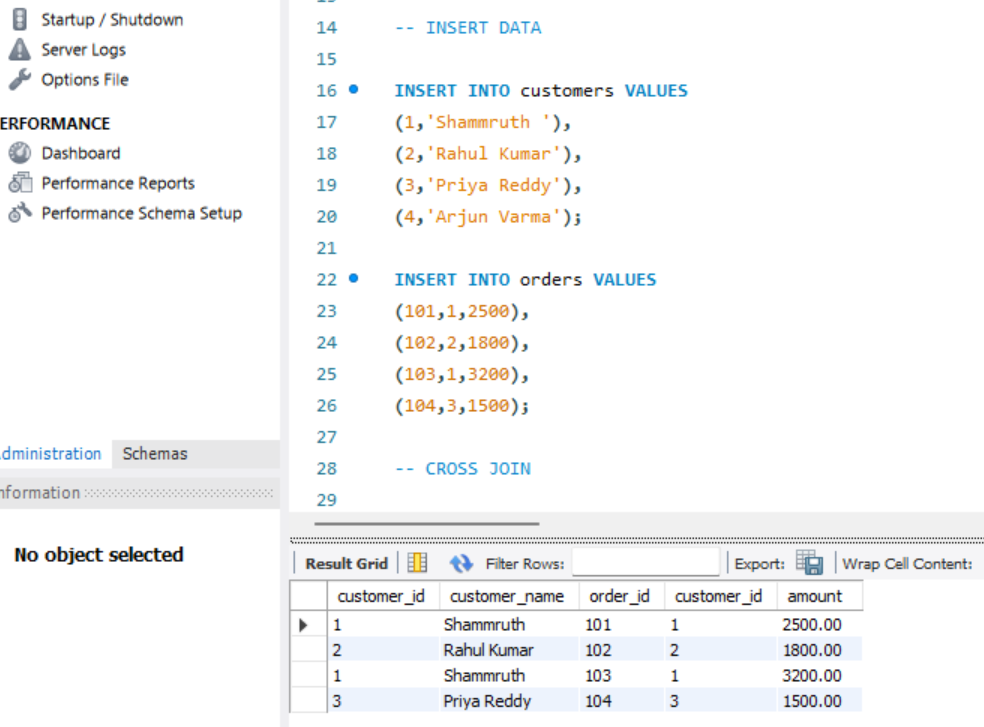 Startup / Shutdown
Server Logs
Options File
ERFORMANCE
Dashboard
Performance Reports
Performance Schema Setup
dministration Schemas
nformation
No object selected
14 -- INSERT DATA
15
16 INSERT INTO customers VALUES
17 (1,'Shammruth '),
18 (2,'Rahul Kumar'),
19 (3,'Priya Reddy'),
20 (4,'Arjun Varma');
21
22 INSERT INTO orders VALUES
23 (101,1,2500),
24 (102,2,1800),
25 (103,1,3200),
26 (104,3,1500);
27
28 -- CROSS JOIN
29
Result Grid Filter Rows: Export: Wrap Cell Content:
customer_id customer_name order_id customer_id amount
1 Shammruth 101 1 2500.00
2 Rahul Kumar 102 2 1800.00
1 Shammruth 103 1 3200.00
3 Priya Reddy 104 3 1500.00